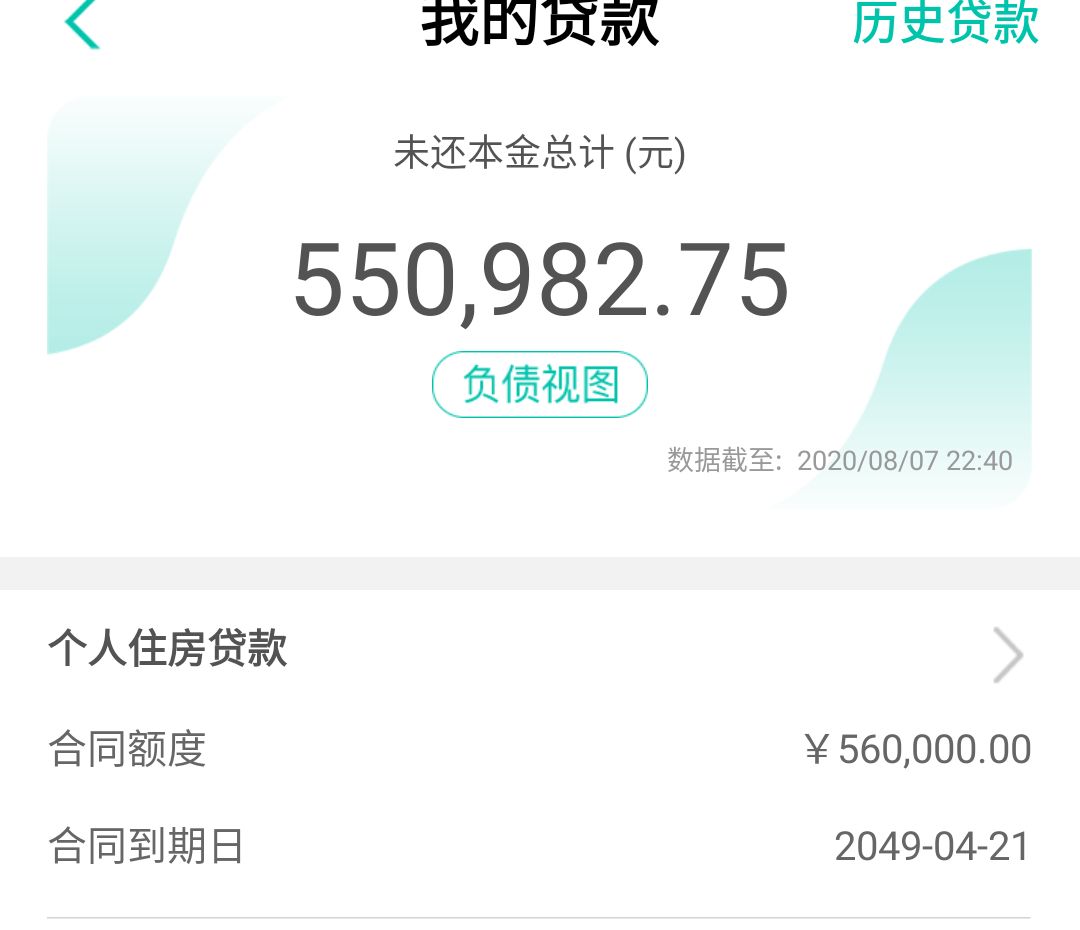 我的贷款
历史贷款
未还本金总计 (元)
550,982.75
负债视图
数据截至: 2020/08/07 22:40
个人住房贷款
合同额度
¥ 560,000.00
合同到期日
2049-04-21